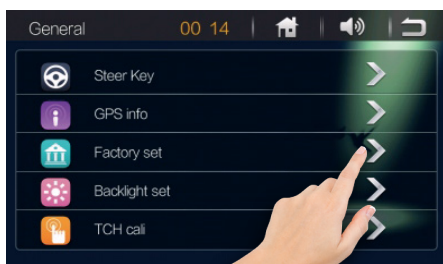 General 00 14
Steer Key
GPS info
Factory set
Backlight set
TCH cali